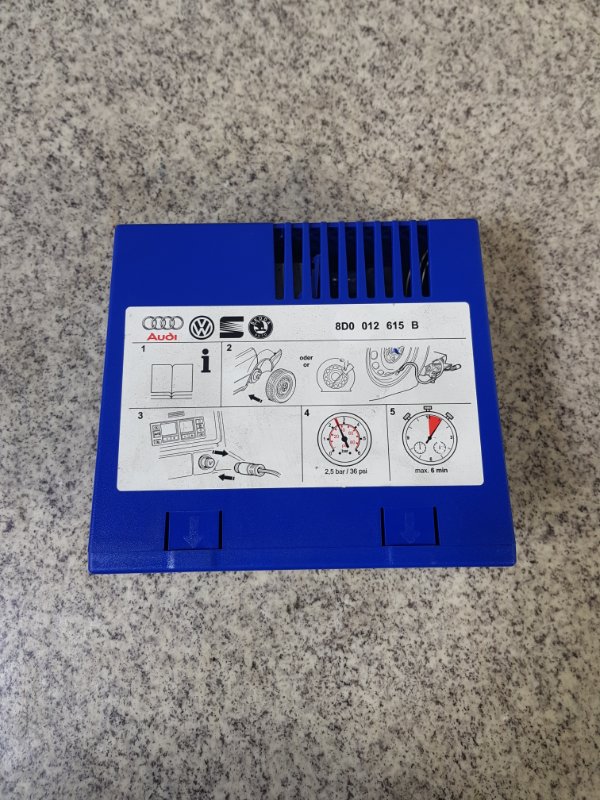 Audi
8D0 012 615 B
1
i
2
oder
or
3
4
2,5 bar / 36 psi
5
max. 6 min